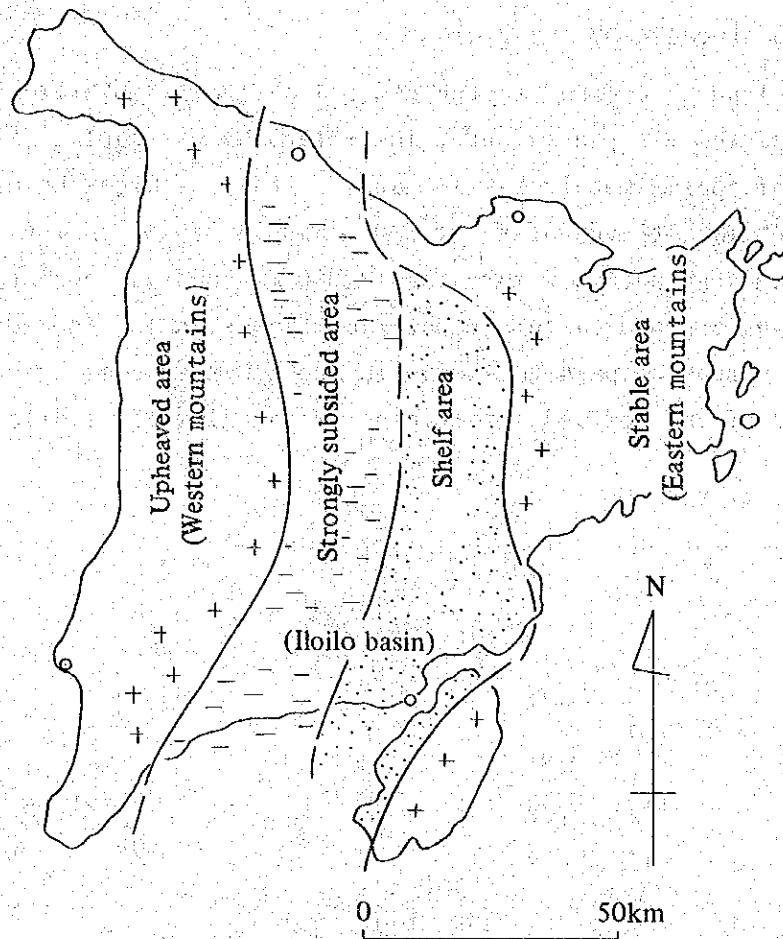 Upheaved area
(Western mountains)
Strongly subsided area
Shelf area
Stable area
(Eastern mountains)
(Iloilo basin)
N
0 50km